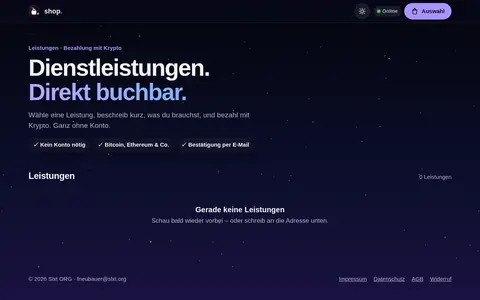 shop.
Online
Auswahl
Leistungen · Bezahlung mit Krypto
Dienstleistungen.
Direkt buchbar.
Wähle eine Leistung, beschreib kurz, was du brauchst, und bezahl mit
Krypto. Ganz ohne Konto.
✓ Kein Konto nötig
✓ Bitcoin, Ethereum & Co.
✓ Bestätigung per E-Mail
Leistungen
0 Leistungen
Gerade keine Leistungen
Schau bald wieder vorbei – oder schreib an die Adresse unten.
© 2026 Slxt ORG · fneubauer@slxt.org
Impressum
Datenschutz
AGB
Widerruf